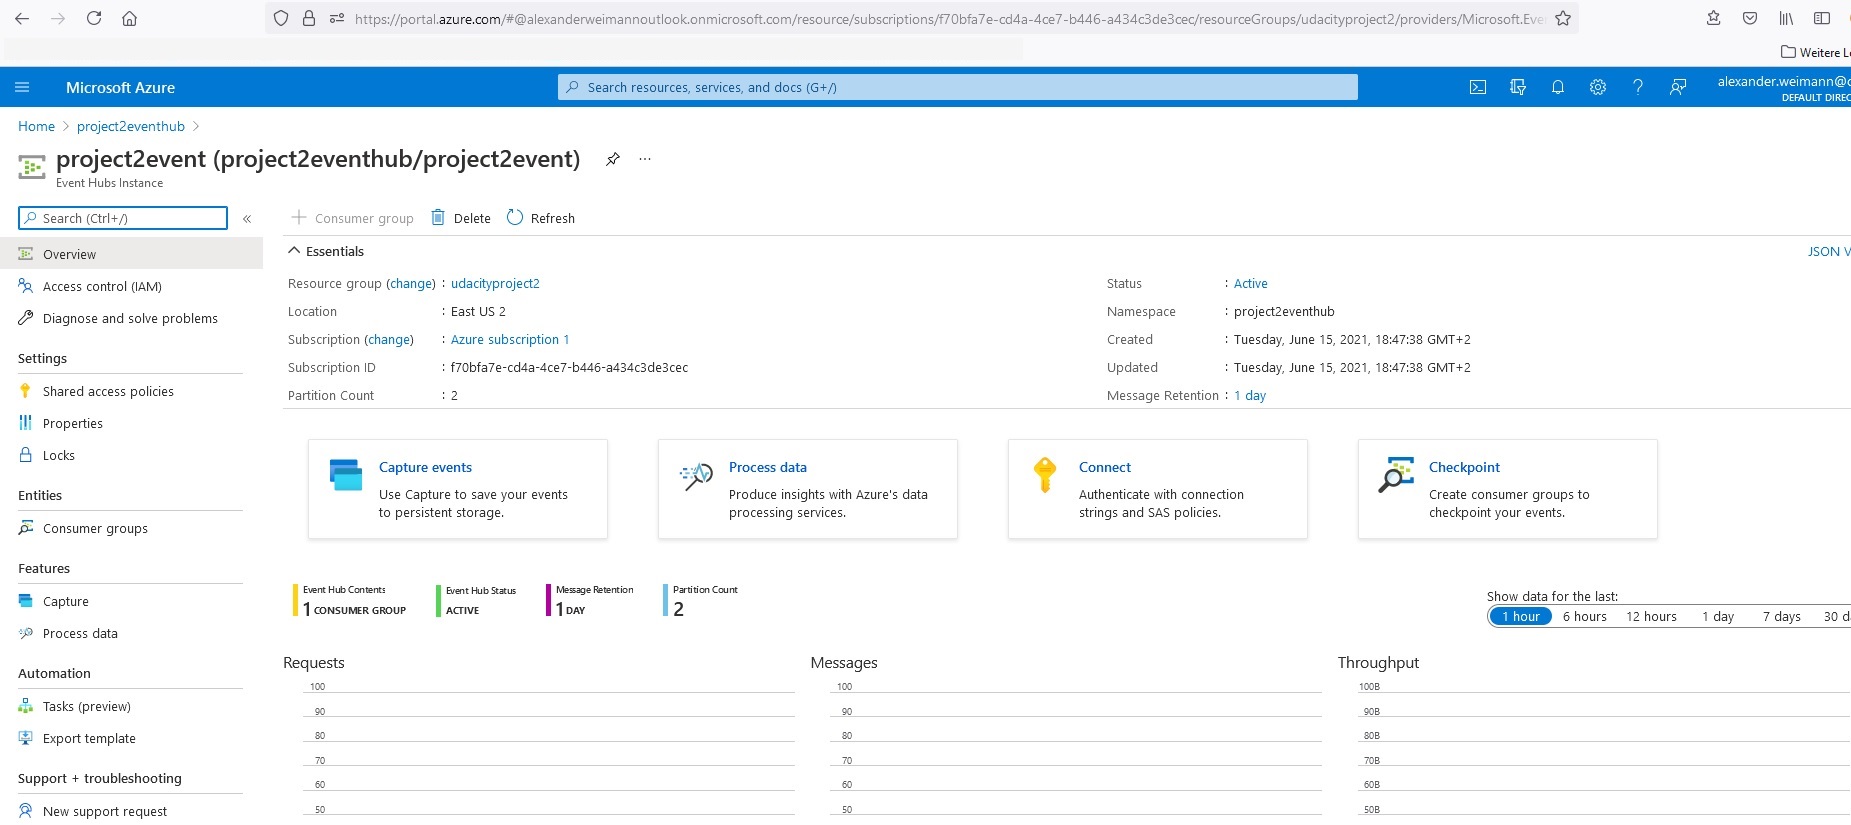 https://portal.azure.com/#@alexanderweimannoutlook.onmicrosoft.com/resource/subscriptions/f70bfa7e-cd4a-4ce7-b446-a434c3de3cec/resourceGroups/udacityproject2/providers/Microsoft.Eve
Weitere Le
Microsoft Azure
Search resources, services, and docs (G+/)
alexander.weimann@o
DEFAULT DIREC
Home > project2eventhub >
project2event (project2eventhub/project2event)
Event Hubs Instance
Search (Ctrl+/)
«
Consumer group
Delete
Refresh
Overview
Access control (IAM)
Diagnose and solve problems
Settings
Shared access policies
Properties
Locks
Entities
Consumer groups
Features
Capture
Process data
Automation
Tasks (preview)
Export template
Support + troubleshooting
New support request
Essentials
JSON V
Resource group (change) : udacityproject2
Location : East US 2
Subscription (change) : Azure subscription 1
Subscription ID : f70bfa7e-cd4a-4ce7-b446-a434c3de3cec
Partition Count : 2
Status : Active
Namespace : project2eventhub
Created : Tuesday, June 15, 2021, 18:47:38 GMT+2
Updated : Tuesday, June 15, 2021, 18:47:38 GMT+2
Message Retention : 1 day
Capture events
Use Capture to save your events
to persistent storage.
Process data
Produce insights with Azure's data
processing services.
Connect
Authenticate with connection
strings and SAS policies.
Checkpoint
Create consumer groups to
checkpoint your events.
Event Hub Contents
1 CONSUMER GROUP
Event Hub Status
ACTIVE
Message Retention
1 DAY
Partition Count
2
Show data for the last:
1 hour
6 hours
12 hours
1 day
7 days
30 da
Requests
100
90
80
70
60
50
Messages
100
90
80
70
60
50
Throughput
100B
90B
80B
70B
60B
50B